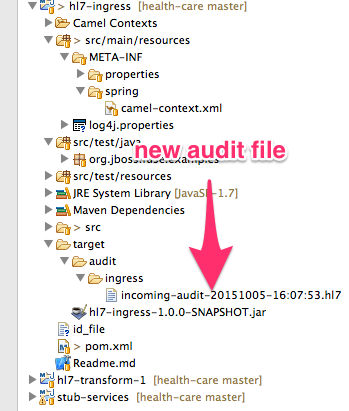 > hl7-ingress [health-care master]
Camel Contexts
> src/main/resources
META-INF
properties
spring
camel-context.xml
log4j.properties
src/test/java
new audit file
org.jboss.fuse.examples
src/test/resources
JRE System Library [JavaSE-1.7]
Maven Dependencies
> src
target
audit
ingress
incoming-audit-20151005-16:07:53.hl7
hl7-ingress-1.0.0-SNAPSHOT.jar
id_file
> pom.xml
Readme.md
hl7-transform-1 [health-care master]
stub-services [health-care master]